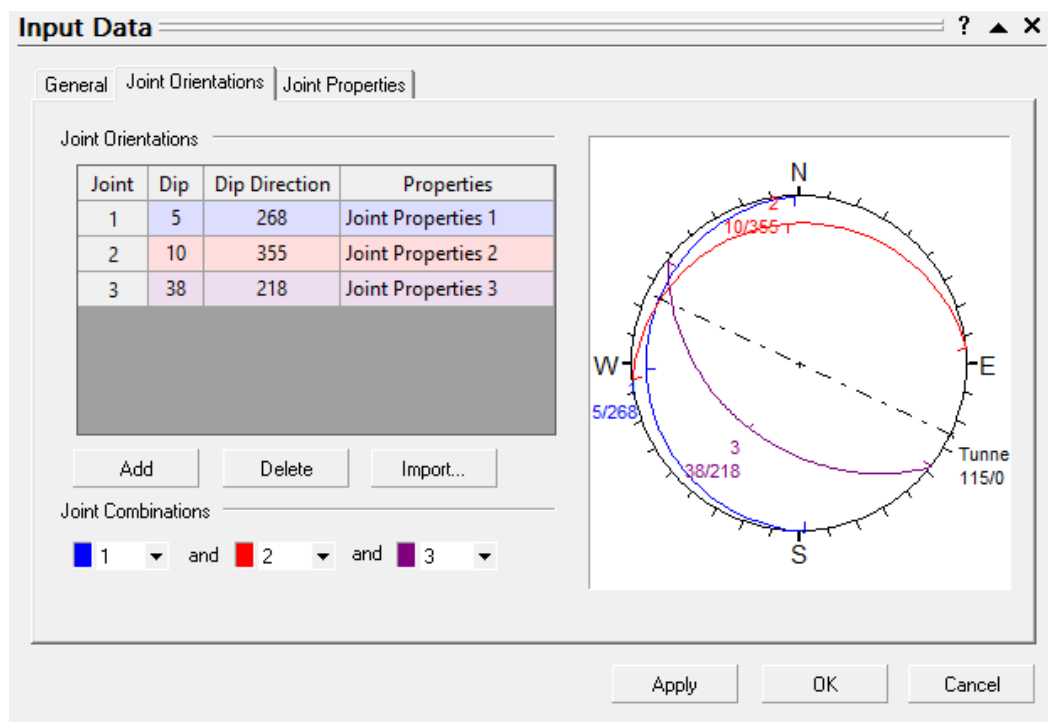 Input Data ?
General Joint Orientations Joint Properties
Joint Orientations
Joint Dip Dip Direction Properties
1 5 268 Joint Properties 1
2 10 355 Joint Properties 2
3 38 218 Joint Properties 3
Add Delete Import...
Joint Combinations
1 and 2 and 3
N
2
10/355
W E
5/268
3
38/218
Tunne
115/0
S
Apply OK Cancel